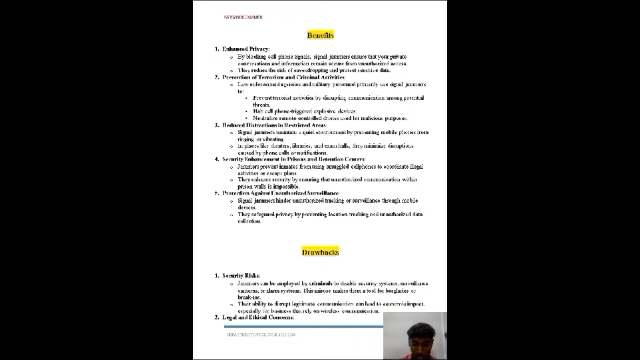 NETWORK JAMMER
Benefits
1. Enhanced Privacy:
o By blocking cell phone signals, signal jammers ensure that your private
conversations and information remain secure from unauthorized access.
o They reduce the risk of eavesdropping and protect sensitive data.
2. Prevention of Terrorism and Criminal Activities:
o Law enforcement agencies and military personnel primarily use signal jammers
to:
▪ Prevent terrorist activities by disrupting communication among potential
threats.
▪ Halt cell phone-triggered explosive devices.
▪ Neutralize remote-controlled drones used for malicious purposes.
3. Reduced Distractions in Restricted Areas:
o Signal jammers maintain a quiet environment by preventing mobile phones from
ringing or vibrating.
o In places like theaters, libraries, and exam halls, they minimize disruptions
caused by phone calls or notifications.
4. Security Enhancement in Prisons and Detention Centers:
o Jammers prevent inmates from using smuggled cellphones to coordinate illegal
activities or escape plans.
o They enhance security by ensuring that unauthorized communication within
prison walls is impossible.
5. Protection Against Unauthorized Surveillance:
o Signal jammers hinder unauthorized tracking or surveillance through mobile
devices.
o They safeguard privacy by preventing location tracking and unauthorized data
collection.
Drawbacks
1. Security Risks:
o Jammers can be employed by criminals to disable security systems, surveillance
cameras, or alarm systems. This misuse makes them a tool for burglaries or
break-ins.
o Their ability to disrupt legitimate communication can lead to economic impact,
especially for business that rely on wireless communication.
2. Legal and Ethical Concerns: